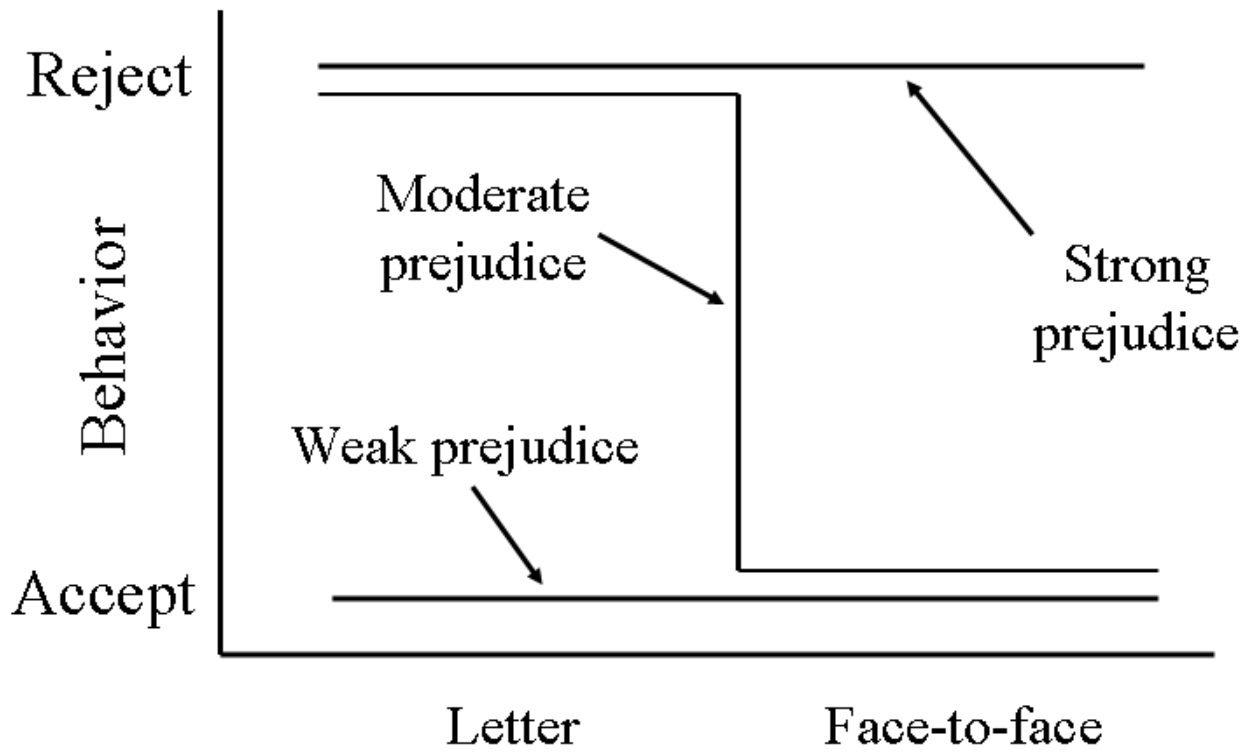 Reject
Moderate
prejudice
Strong
prejudice
Behavior
Weak prejudice
Accept
Letter
Face-to-face